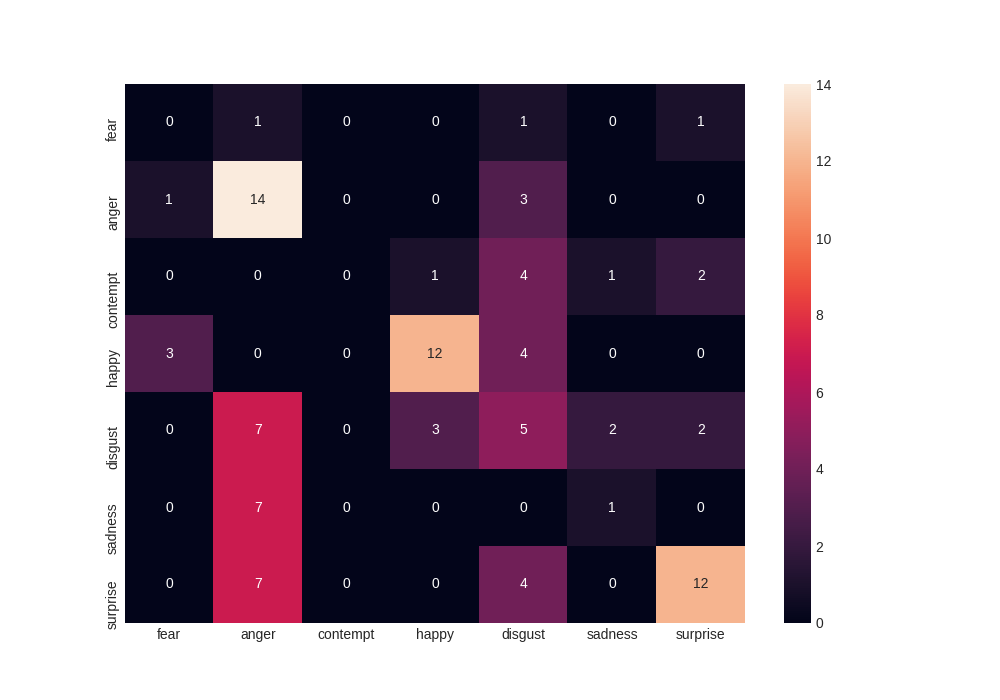 14
fear 0 1 0 0 1 0 1
12
anger 1 14 0 0 3 0 0
10
contempt 0 0 0 1 4 1 2
8
happy 3 0 0 12 4 0 0
6
disgust 0 7 0 3 5 2 2
4
sadness 0 7 0 0 0 1 0
2
surprise 0 7 0 0 4 0 12
0
fear anger contempt happy disgust sadness surprise